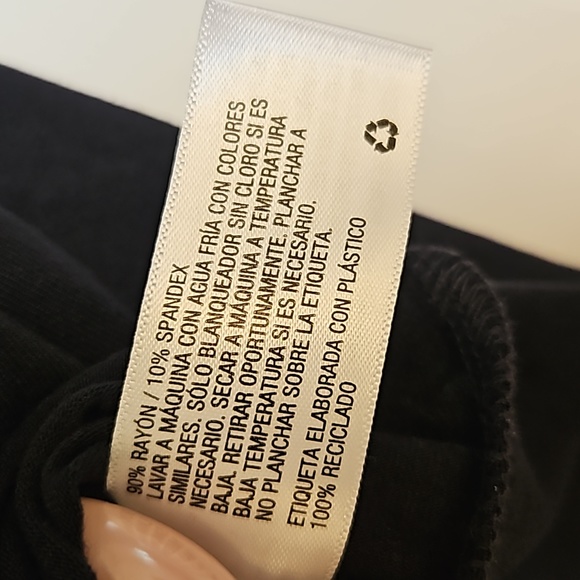 90% RAYÓN / 10% SPANDEX
LAVAR A MÁQUINA CON AGUA FRÍA CON COLORES
SIMILARES. SÓLO BLANQUEADOR SIN CLORO SI ES
NECESARIO. SECAR A MÁQUINA A TEMPERATURA
BAJA. RETIRAR OPORTUNAMENTE. PLANCHAR A
BAJA TEMPERATURA SI ES NECESARIO.
NO PLANCHAR SOBRE LA ETIQUETA.
ETIQUETA ELABORADA CON PLÁSTICO
100% RECICLADO